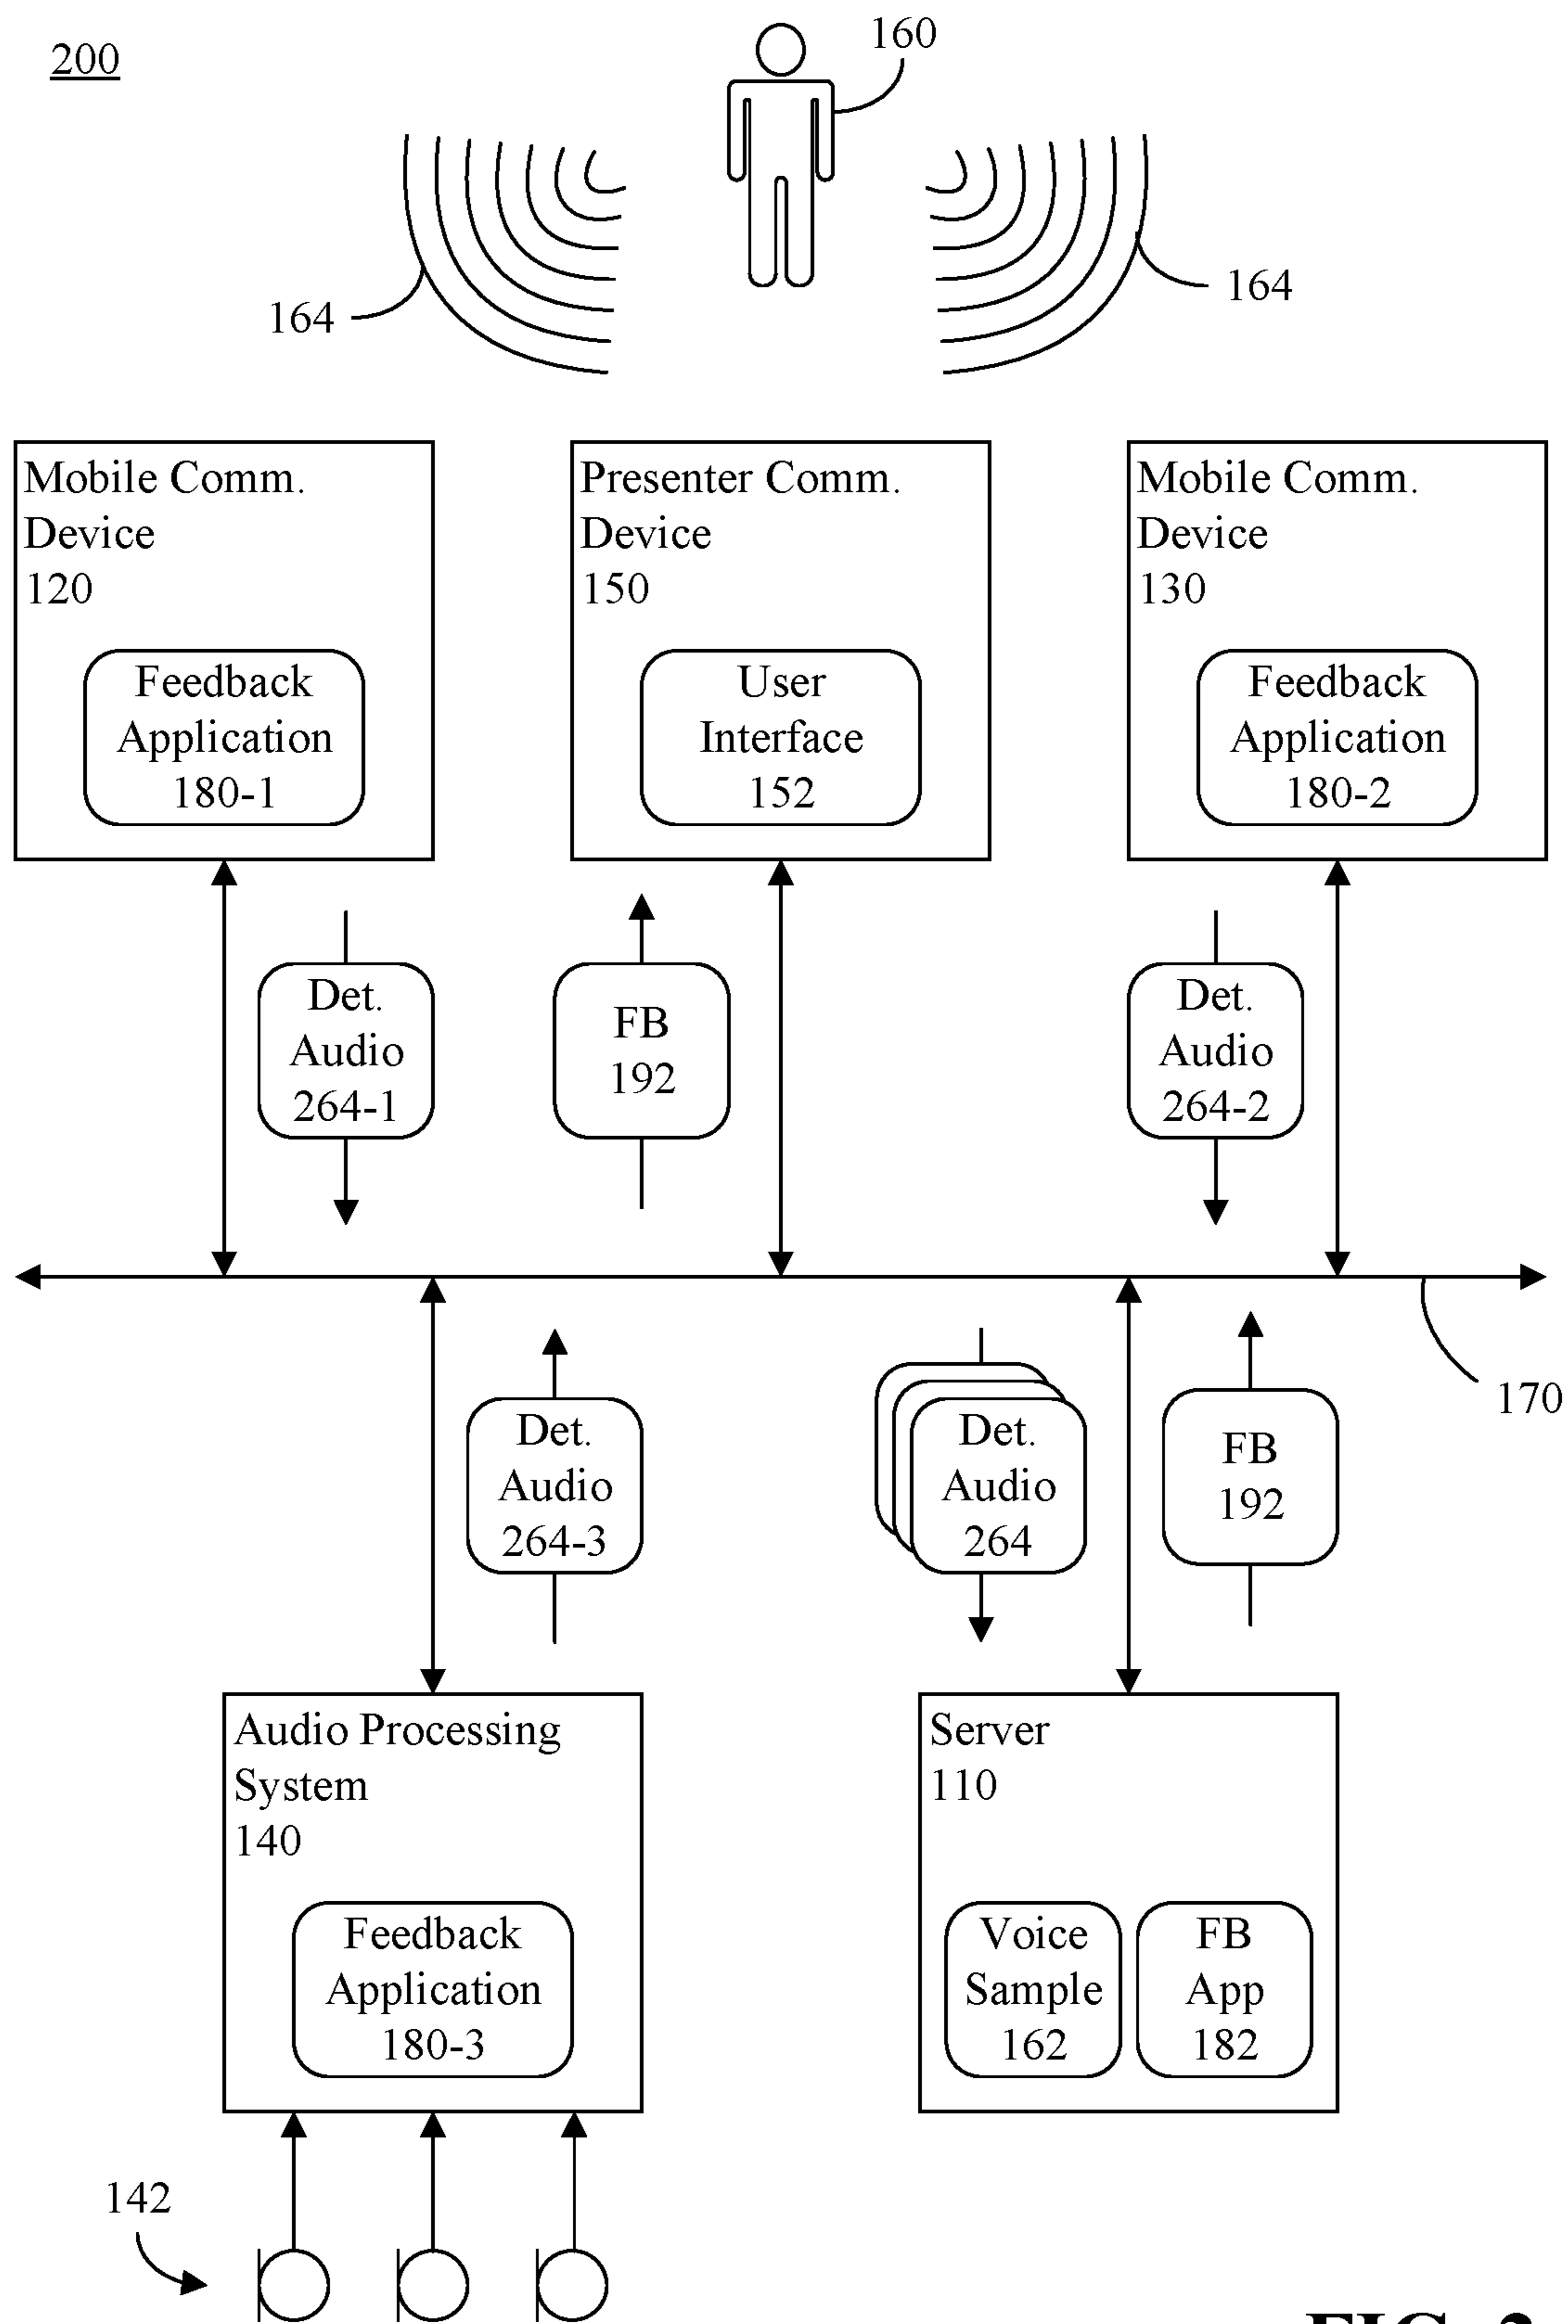 200
160
164
164
Mobile Comm.
Device
120
Feedback
Application
180-1
Presenter Comm.
Device
150
User
Interface
152
Mobile Comm.
Device
130
Feedback
Application
180-2
Det.
Audio
264-1
FB
192
Det.
Audio
264-2
170
Det.
Audio
264-3
Det.
Audio
264
FB
192
Audio Processing
System
140
Feedback
Application
180-3
Server
110
Voice
Sample
162
FB
App
182
142